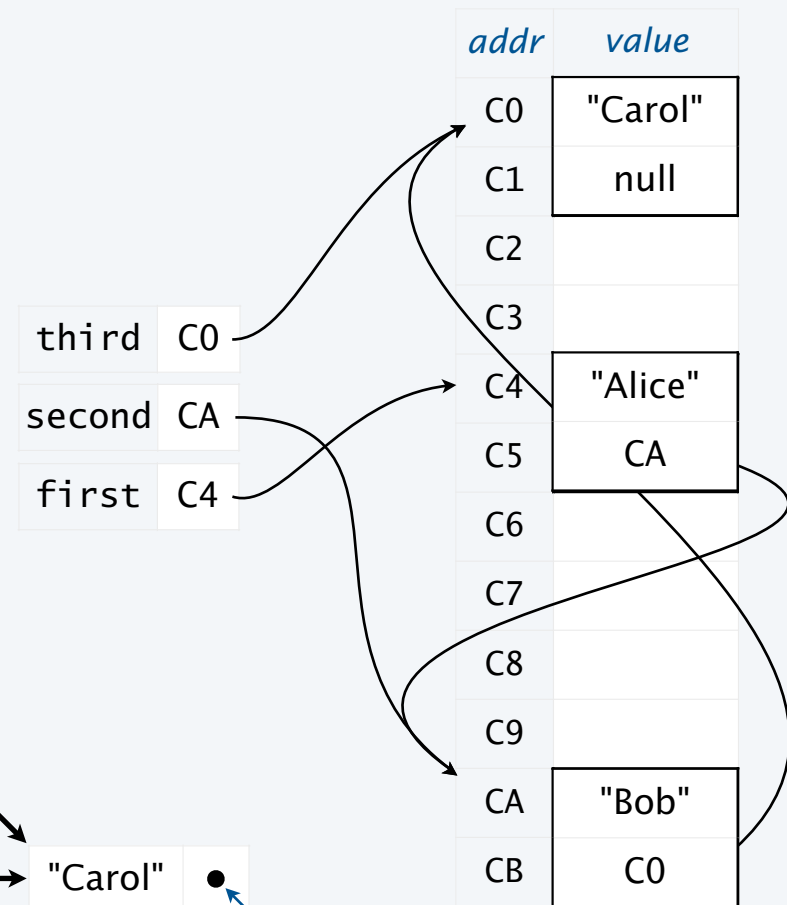 addr value
C0 "Carol"
C1 null
C2
C3
third C0
C4 "Alice"
second CA
C5 CA
first C4
C6
C7
C8
C9
CA "Bob"
CB C0
"Carol"